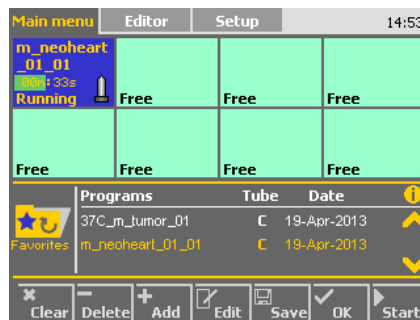 Main menu Editor Setup 14:53
m_neoheart
_01_01
00m:33s
Running Free Free Free
Free Free Free Free
Programs Tube Date
37C_m_tumor_01 C 19-Apr-2013
Favorites m_neoheart_01_01 C 19-Apr-2013
Clear Delete Add Edit Save OK Start